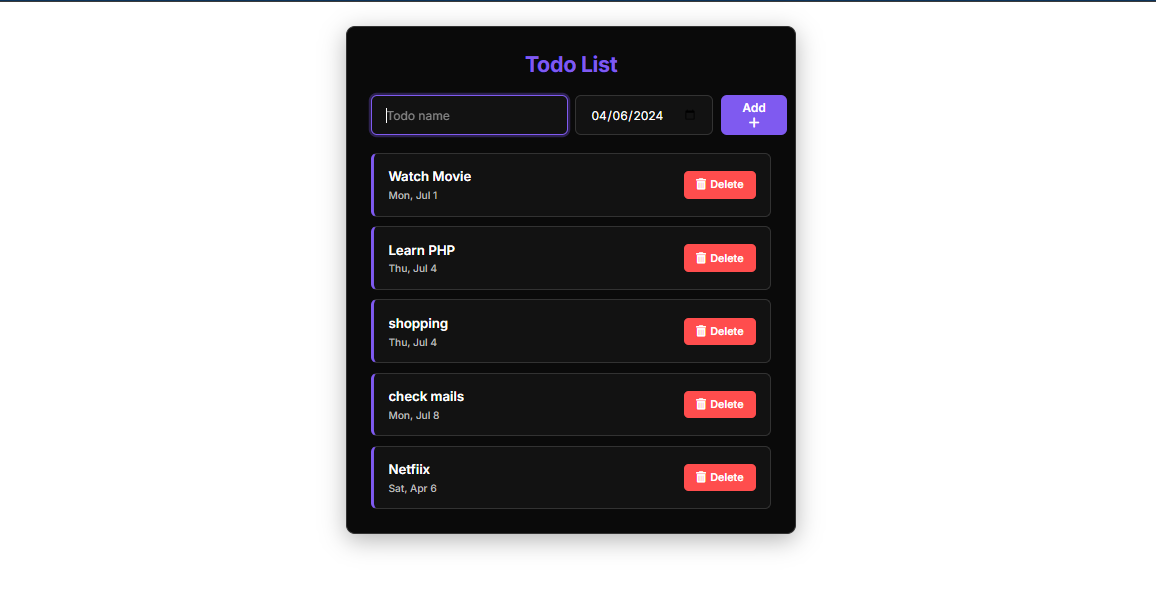 Todo List
Todo name
04/06/2024
Add
+
Watch Movie
Mon, Jul 1
Delete
Learn PHP
Thu, Jul 4
Delete
shopping
Thu, Jul 4
Delete
check mails
Mon, Jul 8
Delete
Netfiix
Sat, Apr 6
Delete